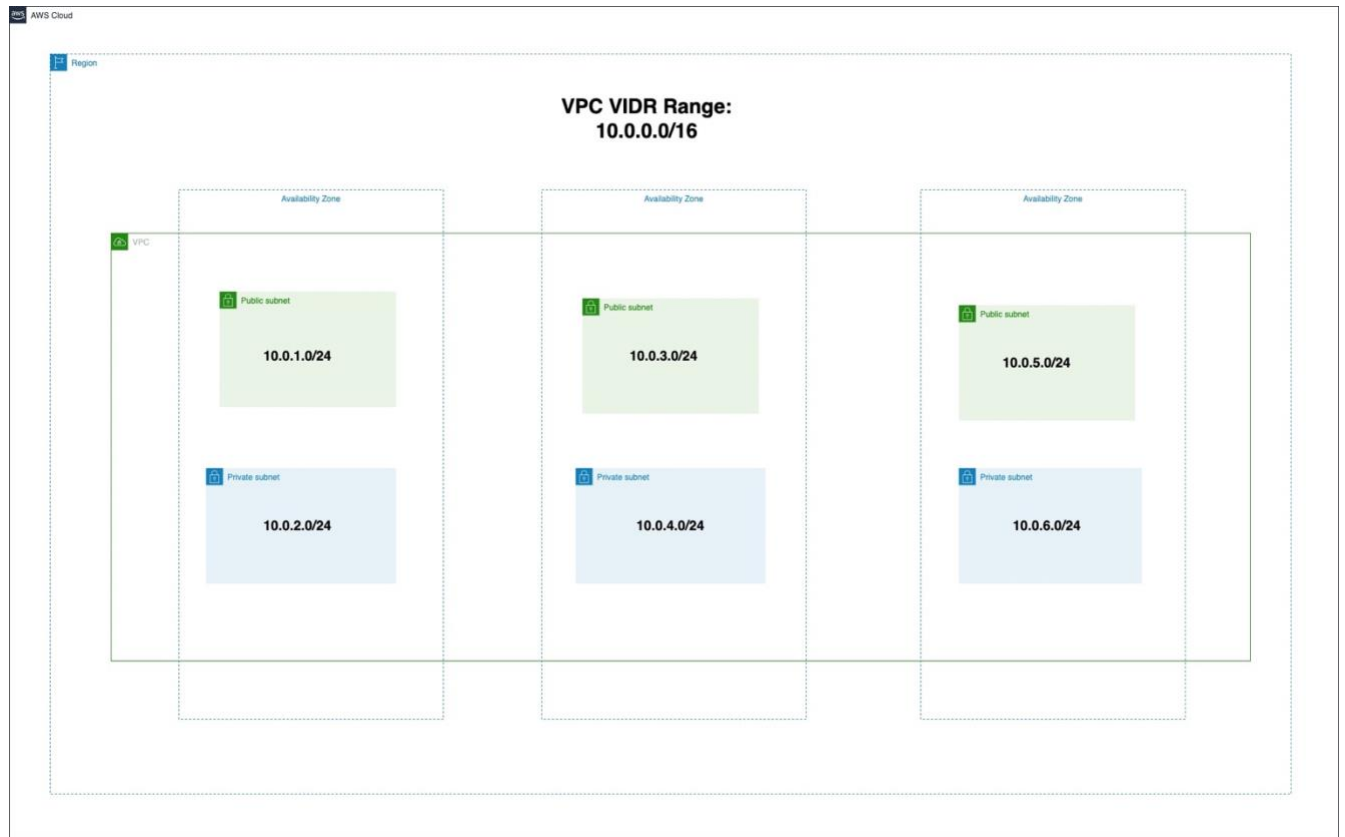 aws AWS Cloud
Region
VPC VIDR Range:
10.0.0.0/16
Availability Zone
Availability Zone
Availability Zone
VPC
Public subnet
10.0.1.0/24
Public subnet
10.0.3.0/24
Public subnet
10.0.5.0/24
Private subnet
10.0.2.0/24
Private subnet
10.0.4.0/24
Private subnet
10.0.6.0/24